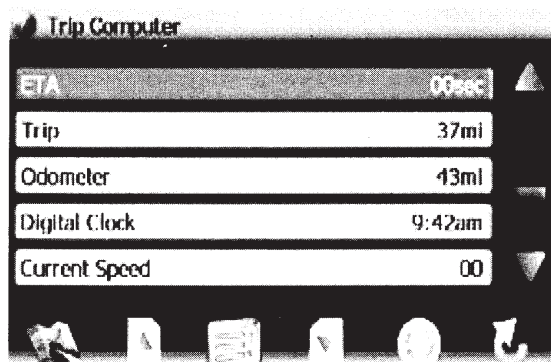 Trip Computer
ETA 00sec
Trip 37mi
Odometer 43mi
Digital Clock 9:42am
Current Speed 00